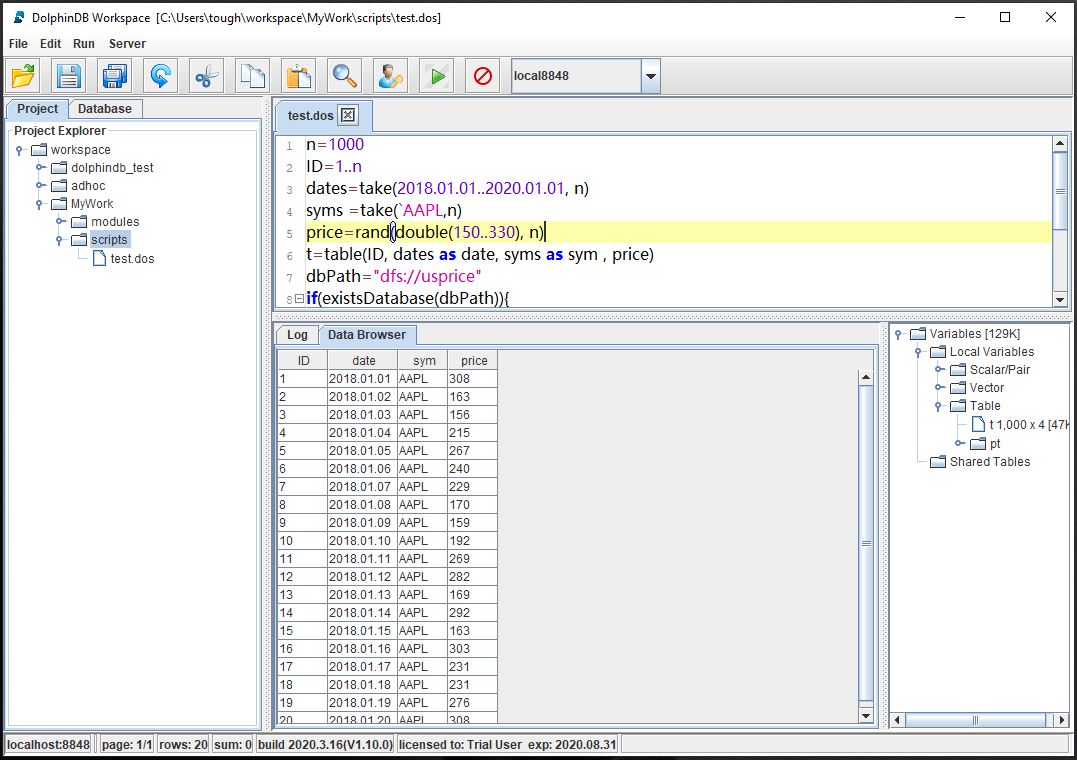 DolphinDB Workspace [C:\Users\tough\workspace\MyWork\scripts\test.dos]
File Edit Run Server
local8848
Project Database
Project Explorer
workspace
dolphindb_test
adhoc
MyWork
modules
scripts
test.dos
test.dos
1 n=1000
2 ID=1..n
3 dates=take(2018.01.01..2020.01.01, n)
4 syms =take(`AAPL,n)
5 price=rand(double(150..330), n)
6 t=table(ID, dates as date, syms as sym , price)
7 dbPath="dfs://usprice"
8 if(existsDatabase(dbPath)){
Log Data Browser
ID date sym price
1 2018.01.01 AAPL 308
2 2018.01.02 AAPL 163
3 2018.01.03 AAPL 156
4 2018.01.04 AAPL 215
5 2018.01.05 AAPL 267
6 2018.01.06 AAPL 240
7 2018.01.07 AAPL 229
8 2018.01.08 AAPL 170
9 2018.01.09 AAPL 159
10 2018.01.10 AAPL 192
11 2018.01.11 AAPL 269
12 2018.01.12 AAPL 282
13 2018.01.13 AAPL 169
14 2018.01.14 AAPL 292
15 2018.01.15 AAPL 163
16 2018.01.16 AAPL 303
17 2018.01.17 AAPL 231
18 2018.01.18 AAPL 231
19 2018.01.19 AAPL 276
20 2018.01.20 AAPL 308
Variables [129K]
Local Variables
Scalar/Pair
Vector
Table
t 1,000 x 4 [47K
pt
Shared Tables
localhost:8848 page: 1/1 rows: 20 sum: 0 build 2020.3.16(V1.10.0) licensed to: Trial User exp: 2020.08.31